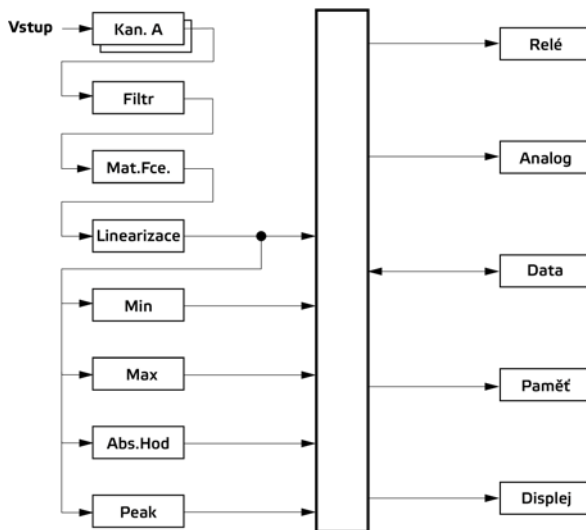 Vstup
Kan. A
Filtr
Mat.Fce.
Linearizace
Min
Max
Abs.Hod
Peak
Relé
Analog
Data
Paměť
Displej